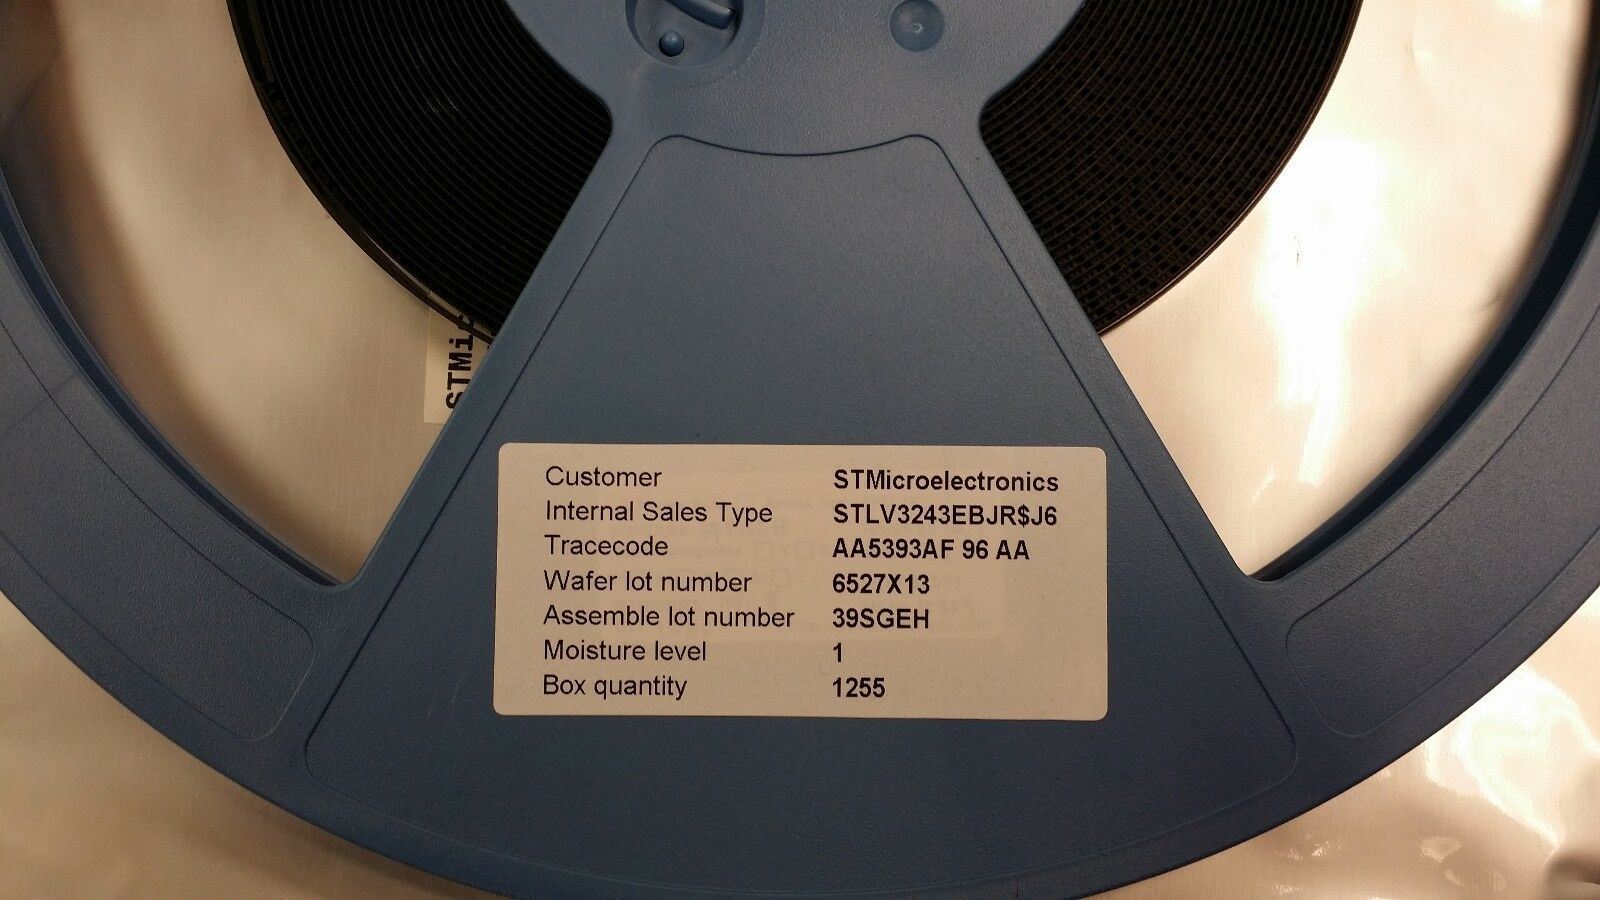 STMi
Customer STMicroelectronics
Internal Sales Type STLV3243EBJR$J6
Tracecode AA5393AF 96 AA
Wafer lot number 6527X13
Assemble lot number 39SGEH
Moisture level 1
Box quantity 1255